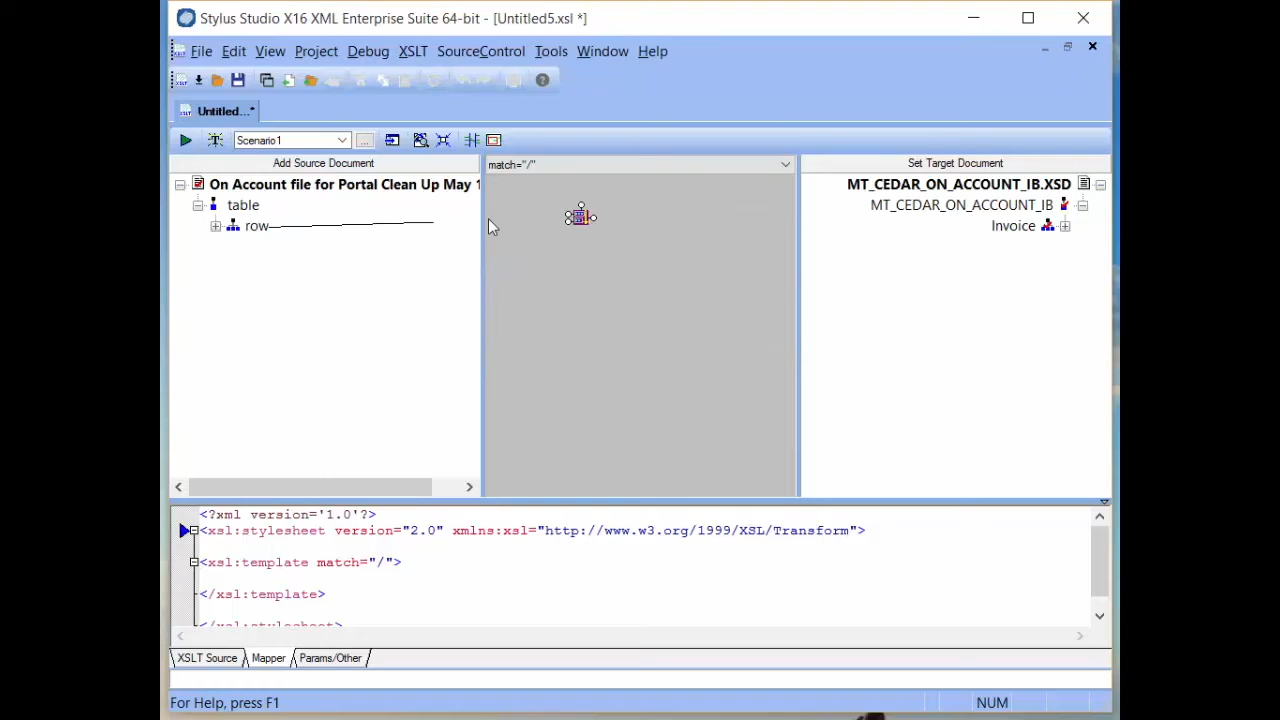 Stylus Studio X16 XML Enterprise Suite 64-bit - [Untitled5.xsl *]
File Edit View Project Debug XSLT SourceControl Tools Window Help
Untitled...*
Scenario1
Add Source Document
match="/"
Set Target Document
On Account file for Portal Clean Up May 1
MT_CEDAR_ON_ACCOUNT_IB.XSD
table
MT_CEDAR_ON_ACCOUNT_IB
row
Invoice
<?xml version='1.0'?>
<xsl:stylesheet version="2.0" xmlns:xsl="http://www.w3.org/1999/XSL/Transform">
<xsl:template match="/">
</xsl:template>
</xsl:stylesheet>
XSLT Source Mapper Params/Other
For Help, press F1
NUM